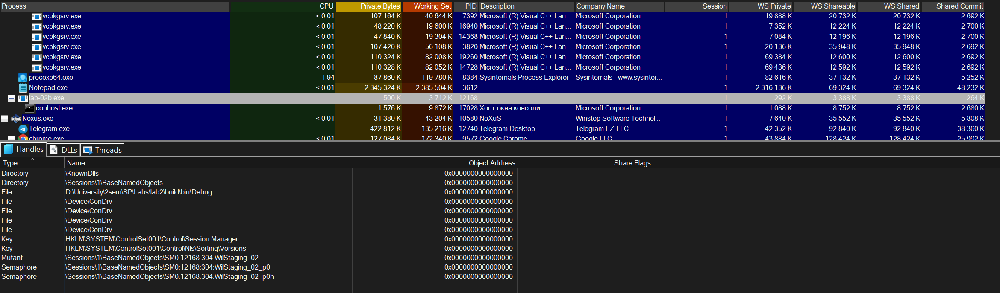 Process CPU Private Bytes Working Set PID Description Company Name Session WS Private WS Shareable WS Shared Shared Commit
vcpkgsrv.exe < 0.01 107 164 K 40 644 K 7392 Microsoft (R) Visual C++ Lan... Microsoft Corporation 1 19 888 K 20 732 K 20 732 K 2 692 K
vcpkgsrv.exe < 0.01 48 220 K 19 600 K 16940 Microsoft (R) Visual C++ Lan... Microsoft Corporation 1 7 352 K 12 224 K 12 224 K 2 700 K
vcpkgsrv.exe < 0.01 47 840 K 19 304 K 14368 Microsoft (R) Visual C++ Lan... Microsoft Corporation 1 7 084 K 12 196 K 12 196 K 2 700 K
vcpkgsrv.exe < 0.01 107 420 K 56 108 K 3820 Microsoft (R) Visual C++ Lan... Microsoft Corporation 1 20 136 K 35 948 K 35 948 K 2 692 K
vcpkgsrv.exe < 0.01 110 324 K 82 008 K 19260 Microsoft (R) Visual C++ Lan... Microsoft Corporation 1 69 384 K 12 600 K 12 600 K 2 692 K
vcpkgsrv.exe < 0.01 110 328 K 82 052 K 14728 Microsoft (R) Visual C++ Lan... Microsoft Corporation 1 69 436 K 12 592 K 12 592 K 2 692 K
procexp64.exe 1.94 87 860 K 119 780 K 8384 Sysinternals Process Explorer Sysinternals - www.sysinter... 1 82 616 K 37 132 K 37 132 K 5 252 K
Notepad.exe < 0.01 2 345 324 K 2 385 504 K 3612 1 2 316 136 K 69 324 K 69 324 K 48 232 K
lab-02b.exe 500 K 3 712 K 12168 1 292 K 3 388 K 3 388 K 264 K
conhost.exe 1 576 K 9 872 K 17028 Хост окна консоли Microsoft Corporation 1 1 088 K 8 752 K 8 752 K 2 680 K
Nexus.exe < 0.01 31 380 K 43 204 K 10580 NeXuS Winstep Software Technol... 1 7 640 K 35 552 K 35 552 K 5 808 K
Telegram.exe 422 812 K 135 216 K 12740 Telegram Desktop Telegram FZ-LLC 1 42 352 K 92 840 K 92 840 K 38 360 K
chrome.exe < 0.01 127 084 K 172 340 K 9572 Google Chrome Google LLC 1 43 884 K 128 424 K 128 424 K 25 992 K
Handles DLLs Threads
Type Name Object Address Share Flags
Directory \KnownDlls 0x0000000000000000
Directory \Sessions\1\BaseNamedObjects 0x0000000000000000
File D:\University\2sem\SP\Labs\lab2\build\bin\Debug 0x0000000000000000
File \Device\ConDrv 0x0000000000000000
File \Device\ConDrv 0x0000000000000000
File \Device\ConDrv 0x0000000000000000
File \Device\ConDrv 0x0000000000000000
Key HKLM\SYSTEM\ControlSet001\Control\Session Manager 0x0000000000000000
Key HKLM\SYSTEM\ControlSet001\Control\Nls\Sorting\Versions 0x0000000000000000
Mutant \Sessions\1\BaseNamedObjects\SM0:12168:304:WilStaging_02 0x0000000000000000
Semaphore \Sessions\1\BaseNamedObjects\SM0:12168:304:WilStaging_02_p0 0x0000000000000000
Semaphore \Sessions\1\BaseNamedObjects\SM0:12168:304:WilStaging_02_p0h 0x0000000000000000